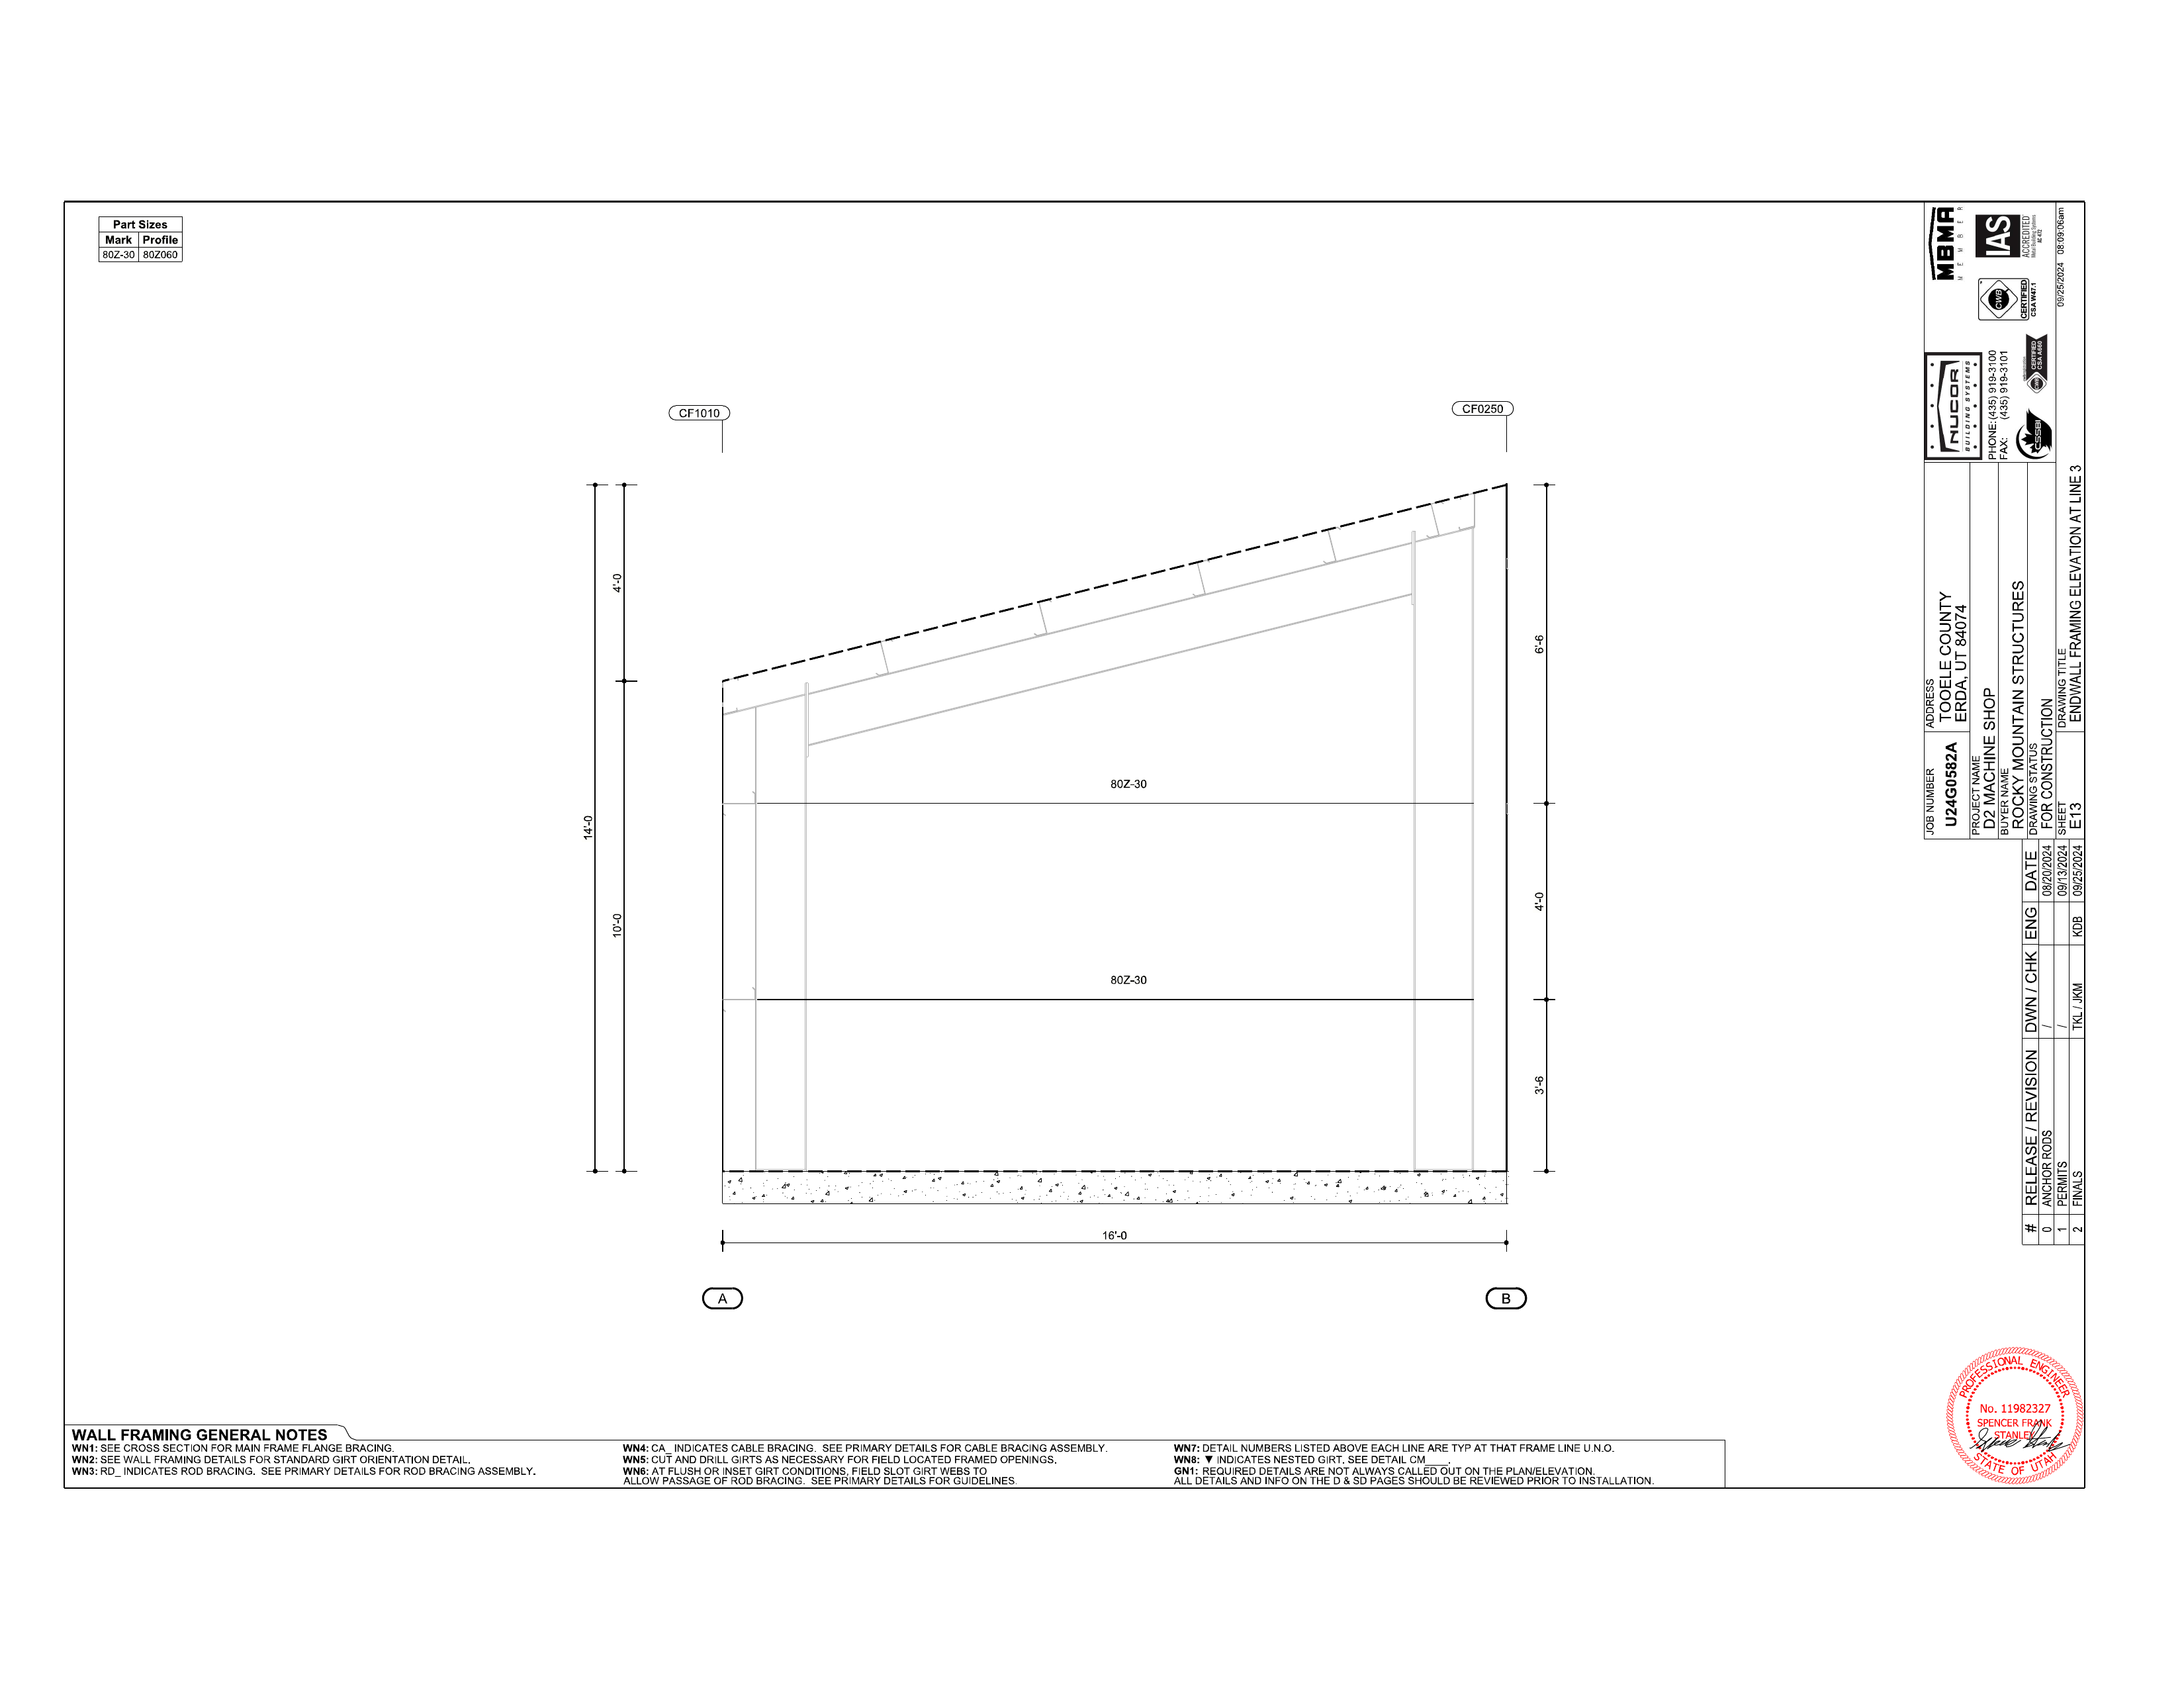 Part Sizes
Mark Profile
80Z-30 80Z060
CF1010
CF0250
4'-0
14'-0
10'-0
6'-6
4'-0
3'-6
80Z-30
80Z-30
16'-0
A
B
MBMA
MEMBER
IAS
ACCREDITED
Metal Building Systems
AC 472
CWB
CERTIFIED
CSA W47.1
NUCOR
BUILDING SYSTEMS
PHONE: (435) 919-3100
FAX: (435) 919-3101
CWB
CERTIFIED
CSA A660
CSSBI
09/25/2024 08:09:06am
JOB NUMBER
U24G0582A
ADDRESS
TOOELE COUNTY
ERDA, UT 84074
PROJECT NAME
D2 MACHINE SHOP
BUYER NAME
ROCKY MOUNTAIN STRUCTURES
DRAWING STATUS
FOR CONSTRUCTION
SHEET
E13
DRAWING TITLE
ENDWALL FRAMING ELEVATION AT LINE 3
# RELEASE / REVISION DWN / CHK ENG DATE
0 ANCHOR RODS / 08/20/2024
1 PERMITS / 09/13/2024
2 FINALS TKL / JKM KDB 09/25/2024
PROFESSIONAL ENGINEER
No. 11982327
SPENCER FRANK
STANLEY
STATE OF UTAH
WALL FRAMING GENERAL NOTES
WN1: SEE CROSS SECTION FOR MAIN FRAME FLANGE BRACING.
WN2: SEE WALL FRAMING DETAILS FOR STANDARD GIRT ORIENTATION DETAIL.
WN3: RD_ INDICATES ROD BRACING. SEE PRIMARY DETAILS FOR ROD BRACING ASSEMBLY.
WN4: CA_ INDICATES CABLE BRACING. SEE PRIMARY DETAILS FOR CABLE BRACING ASSEMBLY.
WN5: CUT AND DRILL GIRTS AS NECESSARY FOR FIELD LOCATED FRAMED OPENINGS.
WN6: AT FLUSH OR INSET GIRT CONDITIONS, FIELD SLOT GIRT WEBS TO
ALLOW PASSAGE OF ROD BRACING. SEE PRIMARY DETAILS FOR GUIDELINES.
WN7: DETAIL NUMBERS LISTED ABOVE EACH LINE ARE TYP AT THAT FRAME LINE U.N.O.
WN8: ▼ INDICATES NESTED GIRT, SEE DETAIL CM____.
GN1: REQUIRED DETAILS ARE NOT ALWAYS CALLED OUT ON THE PLAN/ELEVATION.
ALL DETAILS AND INFO ON THE D & SD PAGES SHOULD BE REVIEWED PRIOR TO INSTALLATION.